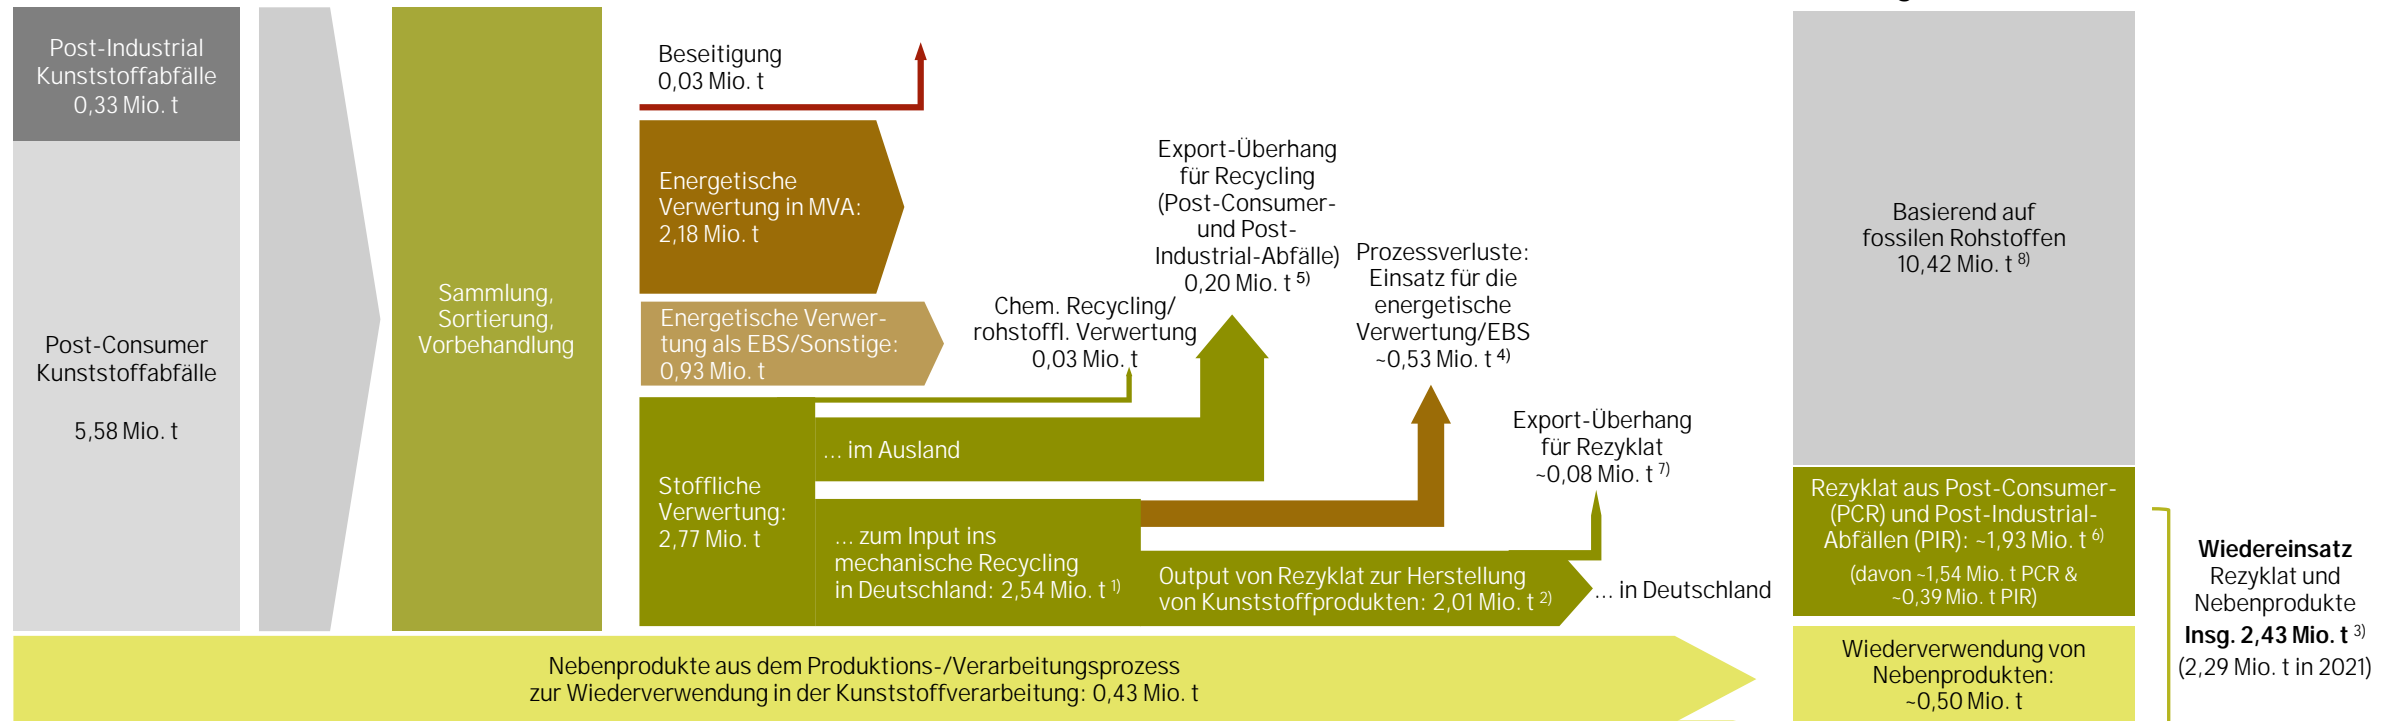 Post-Industrial
Kunststoffabfälle
0,33 Mio. t
Post-Consumer
Kunststoffabfälle
5,58 Mio. t
Sammlung,
Sortierung,
Vorbehandlung
Beseitigung
0,03 Mio. t
Energetische
Verwertung in MVA:
2,18 Mio. t
Energetische Verwer-
tung als EBS/Sonstige:
0,93 Mio. t
Stoffliche
Verwertung:
2,77 Mio. t
Chem. Recycling/
rohstoffl. Verwertung
0,03 Mio. t
... im Ausland
Export-Überhang
für Recycling
(Post-Consumer-
und Post-
Industrial-Abfälle)
0,20 Mio. t 5)
... zum Input ins
mechanische Recycling
in Deutschland: 2,54 Mio. t 1)
Prozessverluste:
Einsatz für die
energetische
Verwertung/EBS
~0,53 Mio. t 4)
Output von Rezyklat zur Herstellung
von Kunststoffprodukten: 2,01 Mio. t 2)
Export-Überhang
für Rezyklat
~0,08 Mio. t 7)
... in Deutschland
Basierend auf
fossilen Rohstoffen
10,42 Mio. t 8)
Rezyklat aus Post-Consumer-
(PCR) und Post-Industrial-
Abfällen (PIR): ~1,93 Mio. t 6)
(davon ~1,54 Mio. t PCR &
~0,39 Mio. t PIR)
Wiederverwendung von
Nebenprodukten:
~0,50 Mio. t
Wiedereinsatz
Rezyklat und
Nebenprodukte
Insg. 2,43 Mio. t 3)
(2,29 Mio. t in 2021)
Nebenprodukte aus dem Produktions-/Verarbeitungsprozess
zur Wiederverwendung in der Kunststoffverarbeitung: 0,43 Mio. t